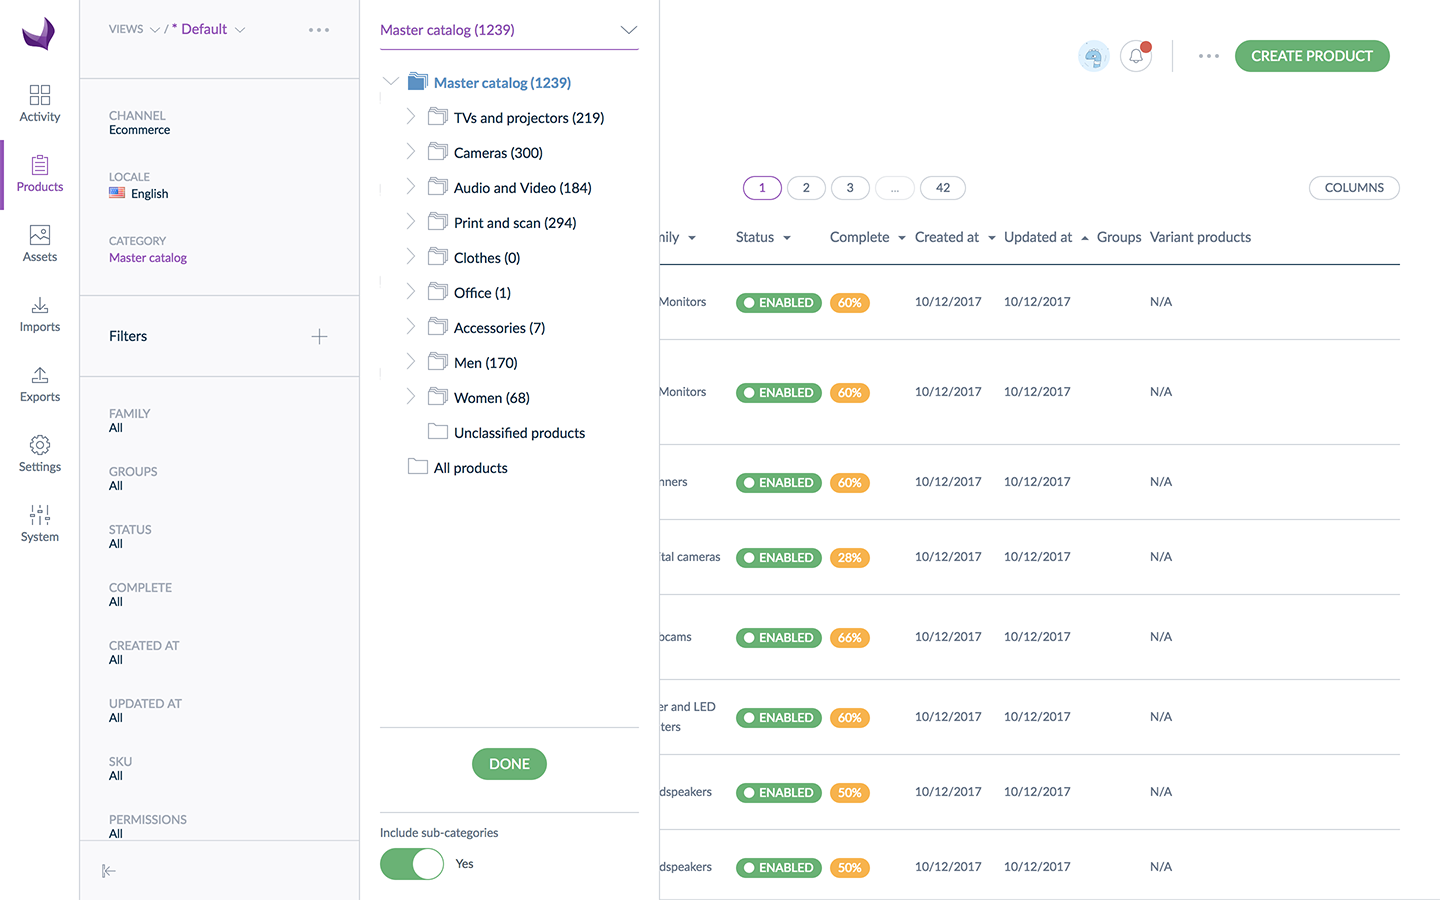 Activity
Products
Assets
Imports
Exports
Settings
System
VIEWS / * Default
CHANNEL
Ecommerce
LOCALE
English
CATEGORY
Master catalog
Filters
FAMILY
All
GROUPS
All
STATUS
All
COMPLETE
All
CREATED AT
All
UPDATED AT
All
SKU
All
PERMISSIONS
All
Master catalog (1239)
Master catalog (1239)
TVs and projectors (219)
Cameras (300)
Audio and Video (184)
Print and scan (294)
Clothes (0)
Office (1)
Accessories (7)
Men (170)
Women (68)
Unclassified products
All products
DONE
Include sub-categories
Yes
CREATE PRODUCT
1 2 3 ... 42
COLUMNS
mily Status Complete Created at Updated at Groups Variant products
Monitors ENABLED 60% 10/12/2017 10/12/2017 N/A
Monitors ENABLED 60% 10/12/2017 10/12/2017 N/A
nners ENABLED 60% 10/12/2017 10/12/2017 N/A
ital cameras ENABLED 28% 10/12/2017 10/12/2017 N/A
bcams ENABLED 66% 10/12/2017 10/12/2017 N/A
er and LED
ters ENABLED 60% 10/12/2017 10/12/2017 N/A
dspeakers ENABLED 50% 10/12/2017 10/12/2017 N/A
dspeakers ENABLED 50% 10/12/2017 10/12/2017 N/A